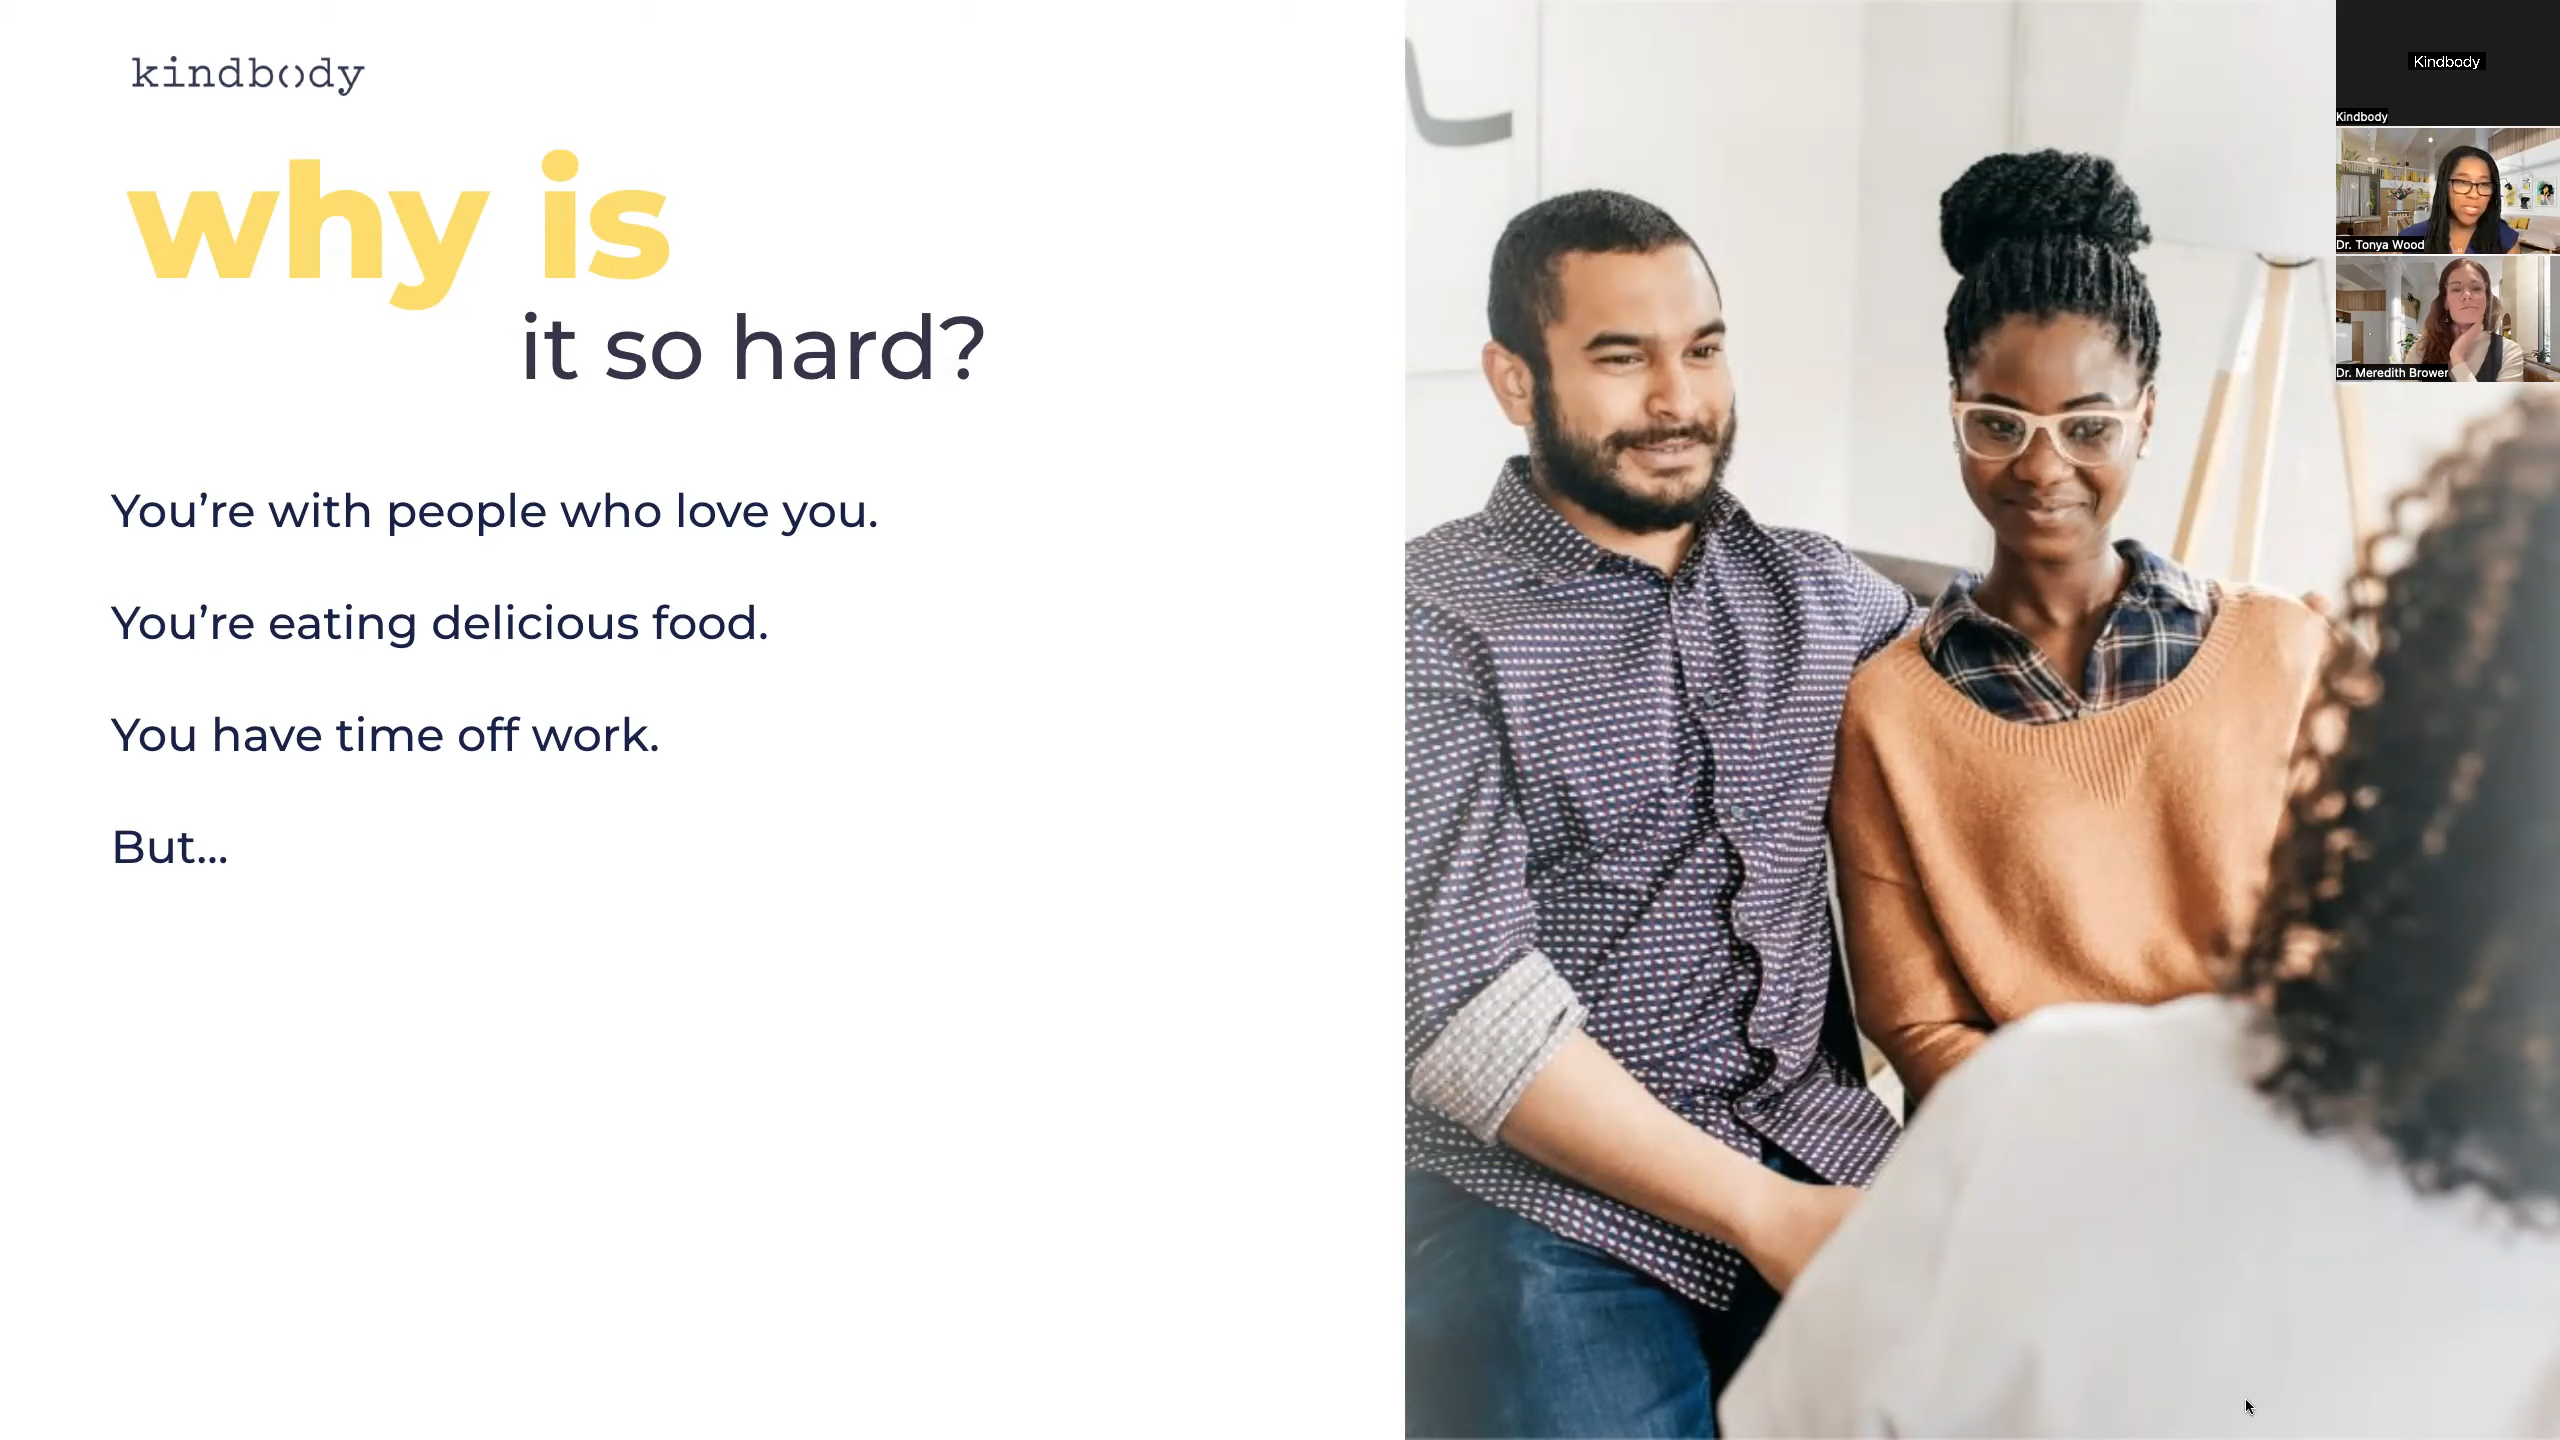 kindbody
why is
it so hard?
You’re with people who love you.
You’re eating delicious food.
You have time off work.
But...
Kindbody
Kindbody
Dr. Tonya Wood
Dr. Meredith Brower